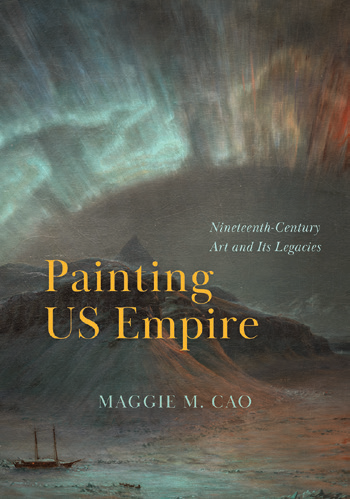 Nineteenth-Century
Art and Its Legacies
Painting
US Empire
MAGGIE M. CAO